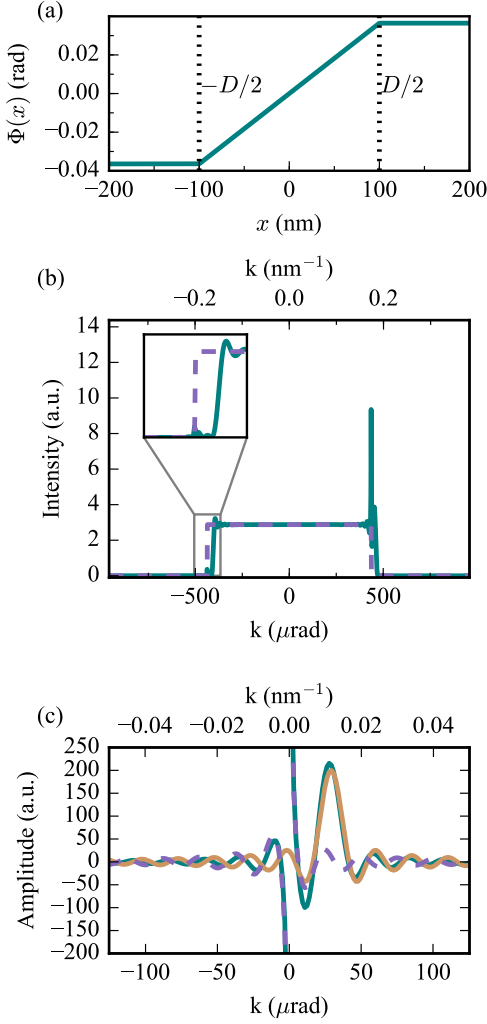 (a)
Φ(x) (rad)
0.02
0.00
−0.02
−0.04
−D/2
D/2
−200 −100 0 100 200
x (nm)
(b)
k (nm⁻¹)
−0.2 0.0 0.2
Intensity (a.u.)
14
12
10
8
6
4
2
0
−500 0 500
k (μrad)
(c)
k (nm⁻¹)
−0.04 −0.02 0.00 0.02 0.04
Amplitude (a.u.)
250
200
150
100
50
0
−50
−100
−150
−200
−100 −50 0 50 100
k (μrad)